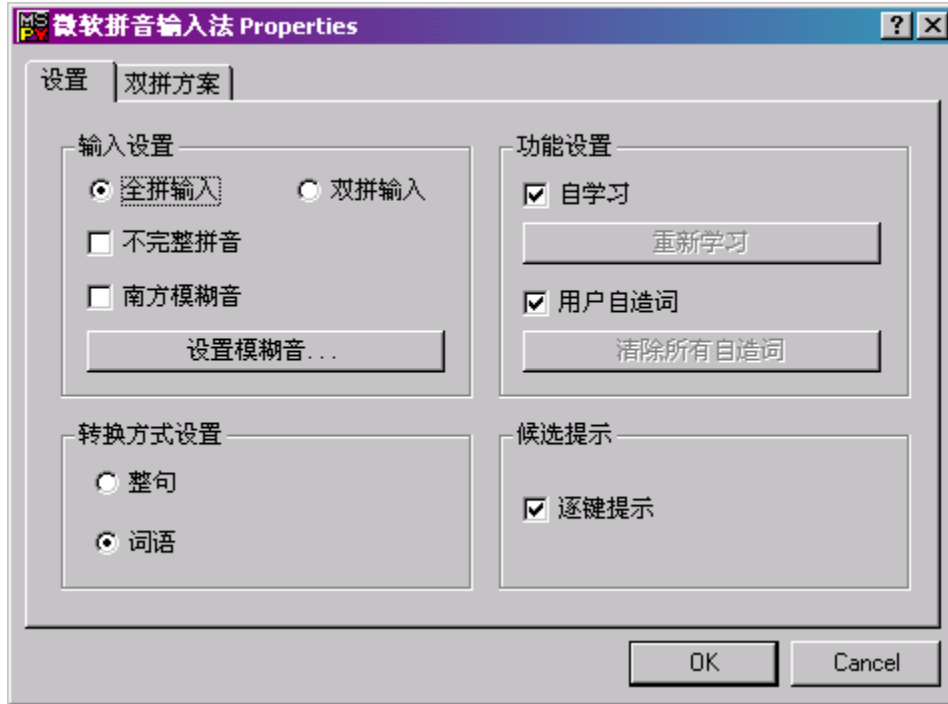 MSPY 微软拼音输入法 Properties
设置 双拼方案
输入设置
全拼输入 双拼输入
不完整拼音
南方模糊音
设置模糊音...
功能设置
自学习
重新学习
用户自造词
清除所有自造词
转换方式设置
整句
词语
候选提示
逐键提示
OK Cancel